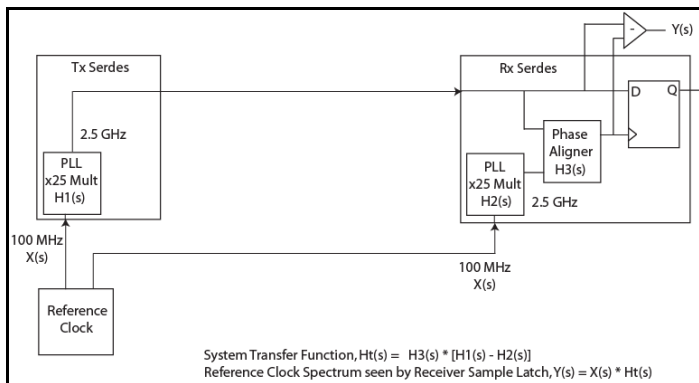 Tx Serdes
2.5 GHz
PLL
x25 Mult
H1(s)
100 MHz
X(s)
Reference
Clock
Rx Serdes
Y(s)
-
D
Q
Phase
Aligner
H3(s)
PLL
x25 Mult
H2(s)
2.5 GHz
100 MHz
X(s)
System Transfer Function, Ht(s) = H3(s) * [H1(s) - H2(s)]
Reference Clock Spectrum seen by Receiver Sample Latch, Y(s) = X(s) * Ht(s)